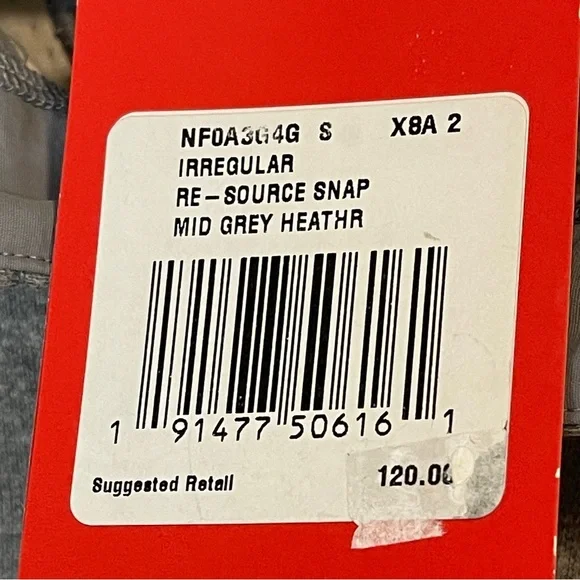 NF0A3G4G S X8A 2
IRREGULAR
RE-SOURCE SNAP
MID GREY HEATHR
1 91477 50616 1
Suggested Retail 120.00